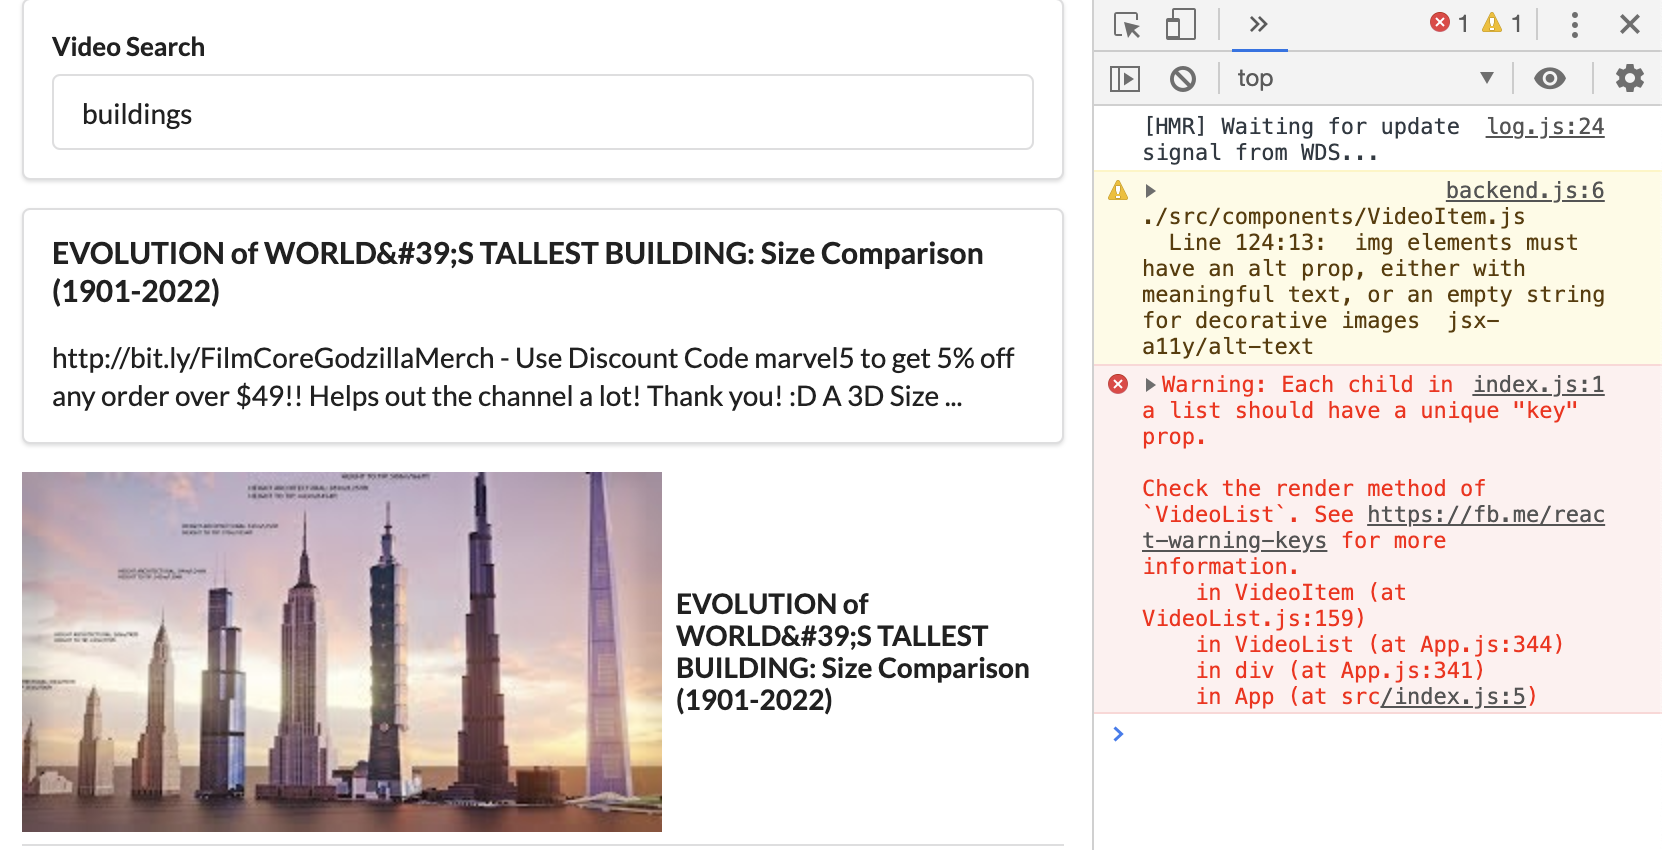 Video Search
buildings
EVOLUTION of WORLD&#39;S TALLEST BUILDING: Size Comparison
(1901-2022)
http://bit.ly/FilmCoreGodzillaMerch - Use Discount Code marvel5 to get 5% off
any order over $49!! Helps out the channel a lot! Thank you! :D A 3D Size ...
EVOLUTION of
WORLD&#39;S TALLEST
BUILDING: Size Comparison
(1901-2022)
1 1
top
[HMR] Waiting for update log.js:24
signal from WDS...
backend.js:6
./src/components/VideoItem.js
Line 124:13: img elements must
have an alt prop, either with
meaningful text, or an empty string
for decorative images jsx-
a11y/alt-text
Warning: Each child in index.js:1
a list should have a unique "key"
prop.
Check the render method of
`VideoList`. See https://fb.me/reac
t-warning-keys for more
information.
in VideoItem (at
VideoList.js:159)
in VideoList (at App.js:344)
in div (at App.js:341)
in App (at src/index.js:5)